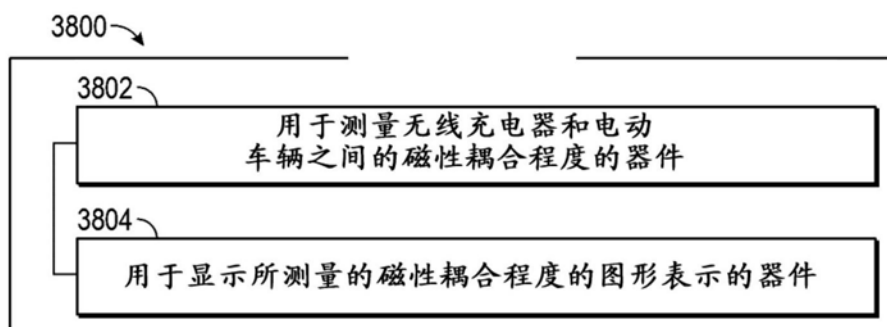 3800
3802
用于测量无线充电器和电动
车辆之间的磁性耦合程度的器件
3804
用于显示所测量的磁性耦合程度的图形表示的器件